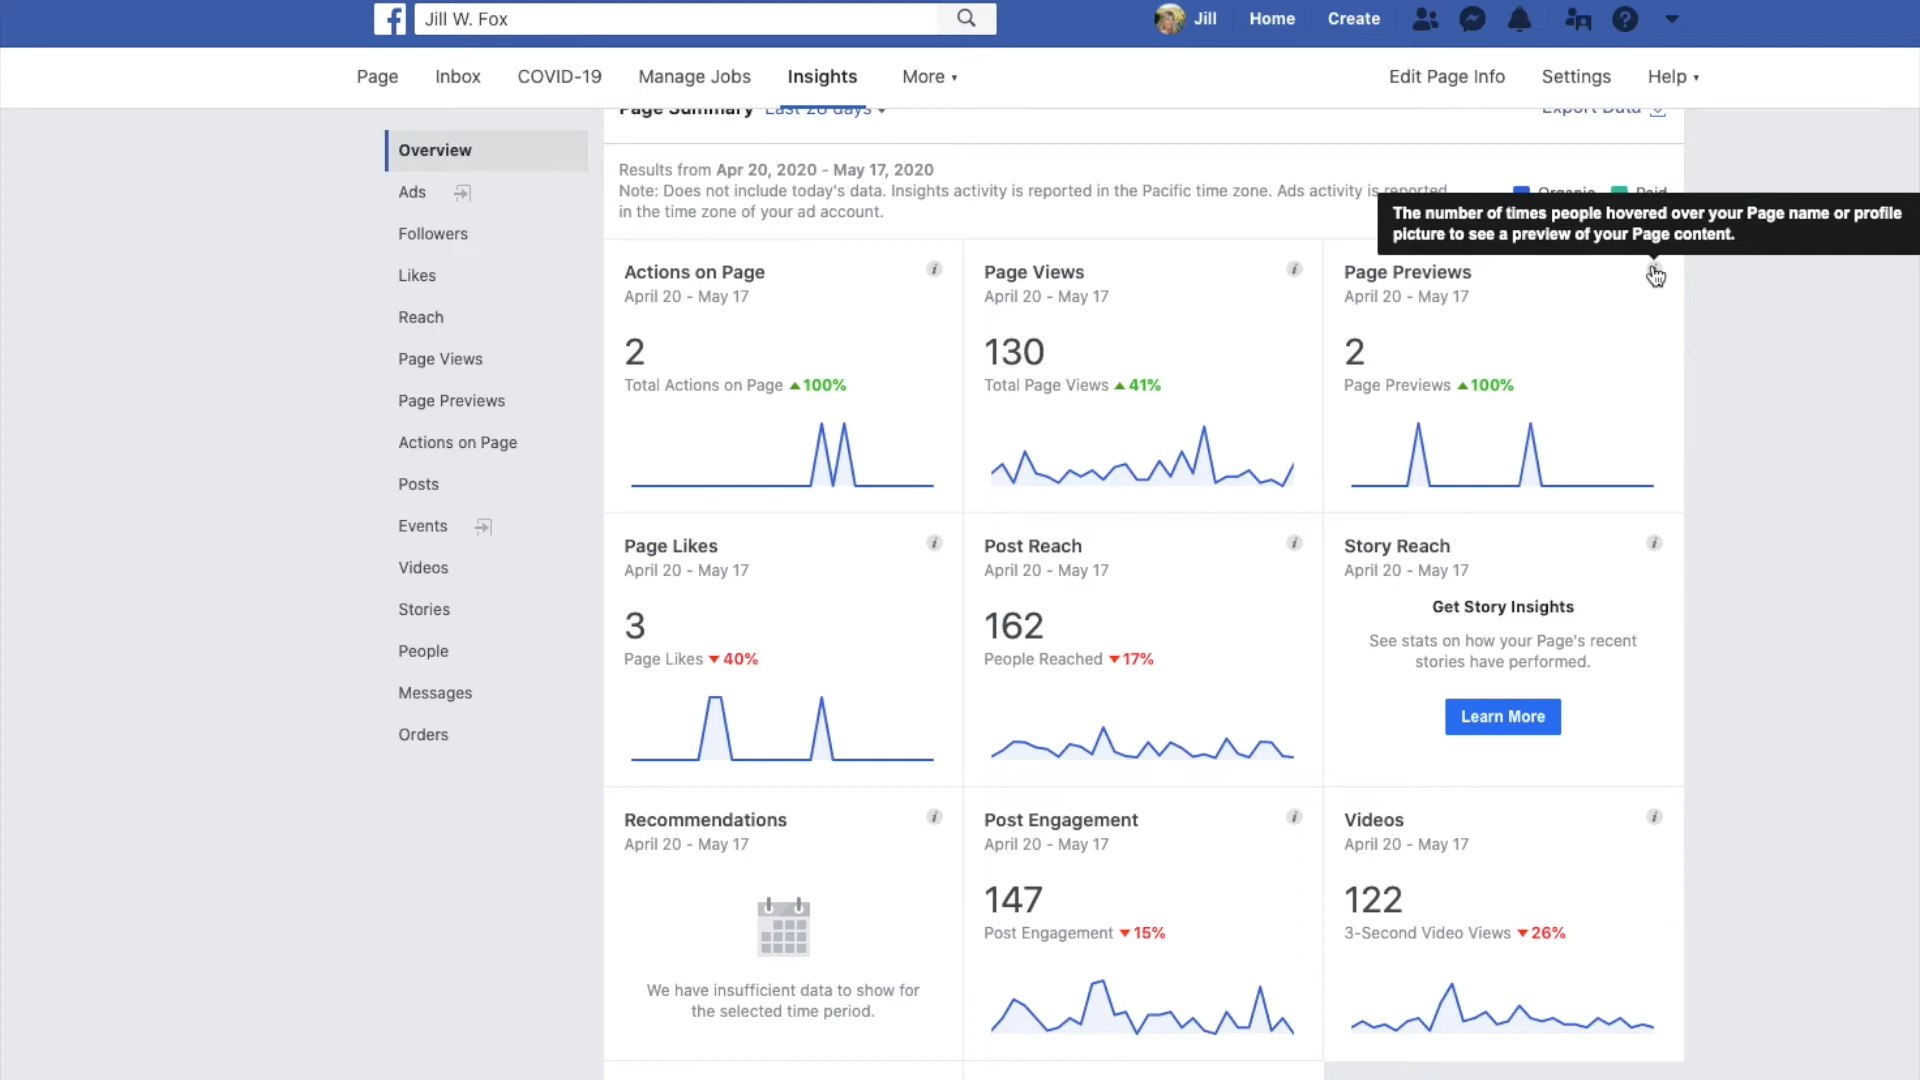 Jill W. Fox
Jill
Home
Create
Page
Inbox
COVID-19
Manage Jobs
Insights
More
Edit Page Info
Settings
Help
Page Summary Last 28 days
Export Data
Overview
Ads
Followers
Likes
Reach
Page Views
Page Previews
Actions on Page
Posts
Events
Videos
Stories
People
Messages
Orders
Results from Apr 20, 2020 - May 17, 2020
Note: Does not include today's data. Insights activity is reported in the Pacific time zone. Ads activity is reported
in the time zone of your ad account.
Organic
Paid
The number of times people hovered over your Page name or profile
picture to see a preview of your Page content.
Actions on Page
April 20 - May 17
2
Total Actions on Page ▲100%
Page Views
April 20 - May 17
130
Total Page Views ▲41%
Page Previews
April 20 - May 17
2
Page Previews ▲100%
Page Likes
April 20 - May 17
3
Page Likes ▼40%
Post Reach
April 20 - May 17
162
People Reached ▼17%
Story Reach
April 20 - May 17
Get Story Insights
See stats on how your Page's recent
stories have performed.
Learn More
Recommendations
April 20 - May 17
We have insufficient data to show for
the selected time period.
Post Engagement
April 20 - May 17
147
Post Engagement ▼15%
Videos
April 20 - May 17
122
3-Second Video Views ▼26%